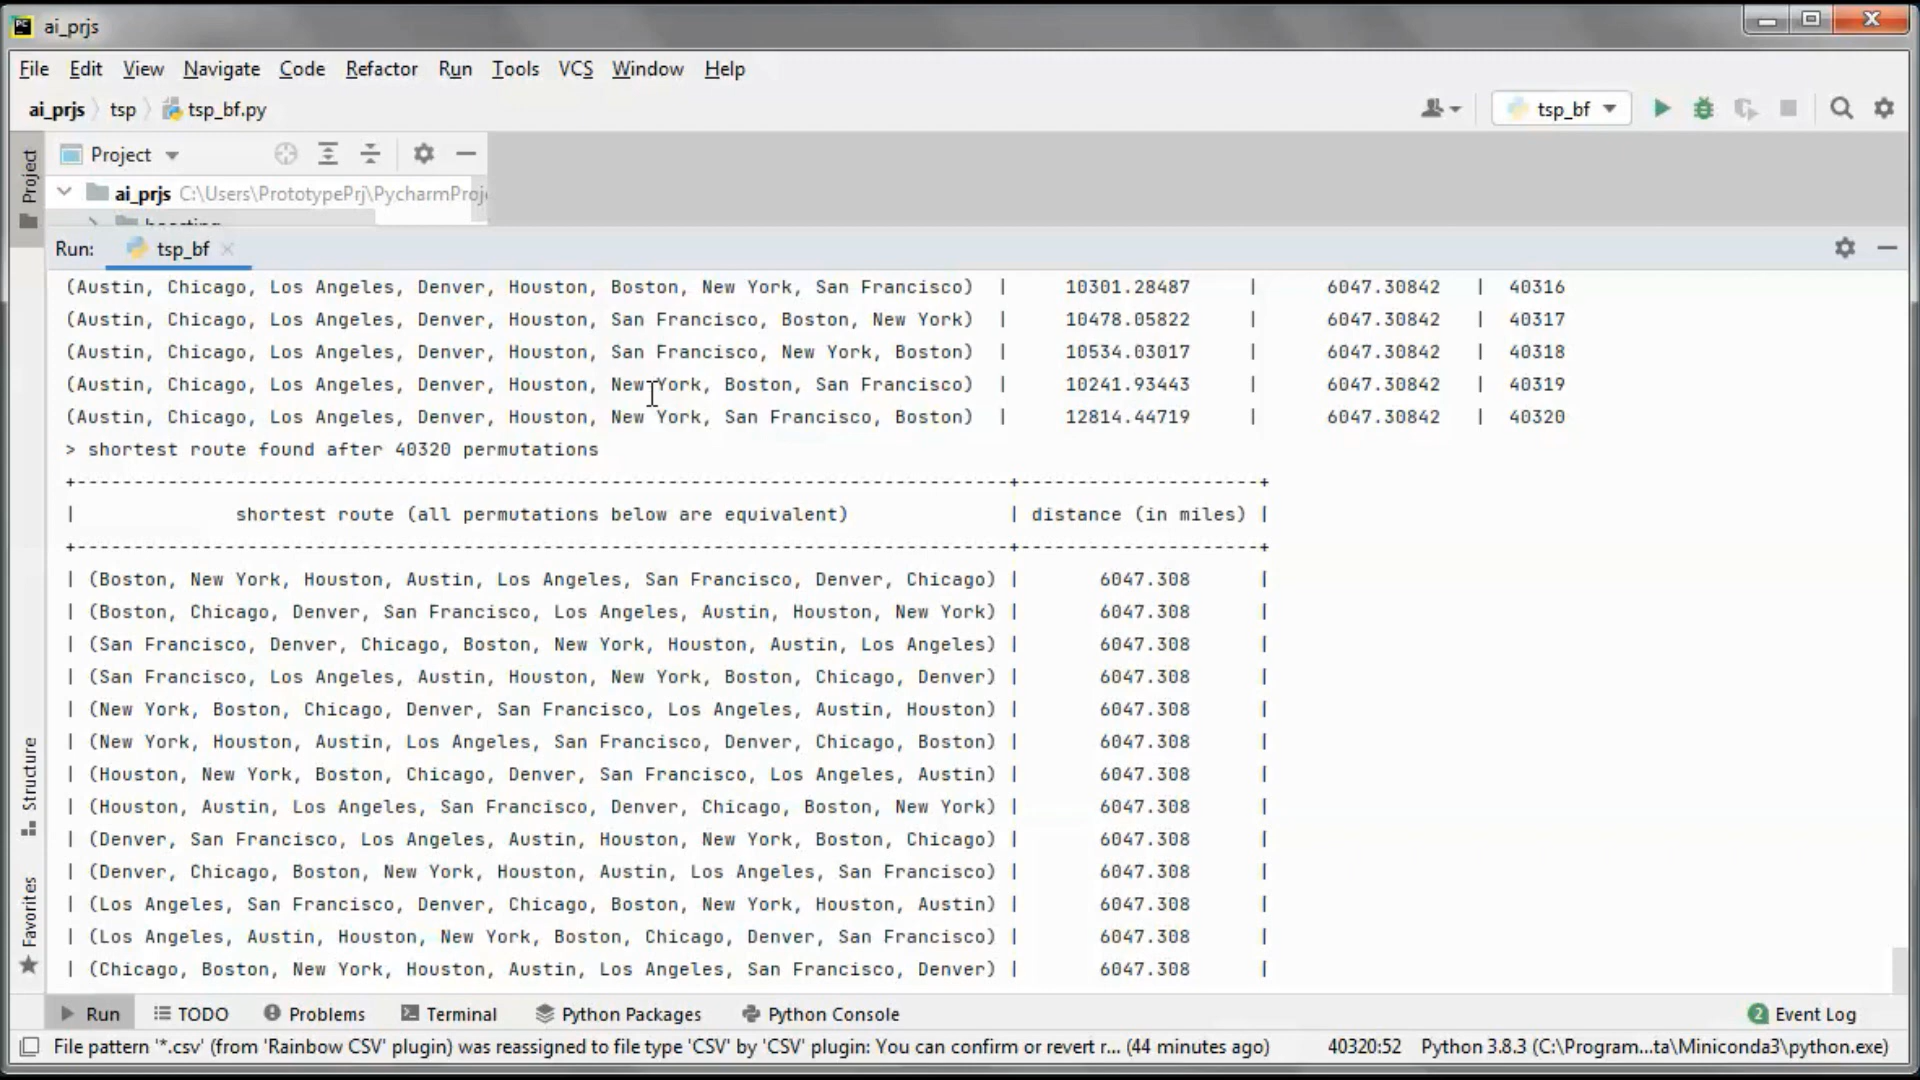 ai_prjs
File Edit View Navigate Code Refactor Run Tools VCS Window Help
ai_prjs tsp tsp_bf.py tsp_bf
Project Project
ai_prjs C:\Users\PrototypePrj\PycharmProj
Run: tsp_bf
(Austin, Chicago, Los Angeles, Denver, Houston, Boston, New York, San Francisco) | 10301.28487 | 6047.30842 | 40316
(Austin, Chicago, Los Angeles, Denver, Houston, San Francisco, Boston, New York) | 10478.05822 | 6047.30842 | 40317
(Austin, Chicago, Los Angeles, Denver, Houston, San Francisco, New York, Boston) | 10534.03017 | 6047.30842 | 40318
(Austin, Chicago, Los Angeles, Denver, Houston, New York, Boston, San Francisco) | 10241.93443 | 6047.30842 | 40319
(Austin, Chicago, Los Angeles, Denver, Houston, New York, San Francisco, Boston) | 12814.44719 | 6047.30842 | 40320
> shortest route found after 40320 permutations
+----------------------------------------------------------------------------------+---------------------+
| shortest route (all permutations below are equivalent) | distance (in miles) |
+----------------------------------------------------------------------------------+---------------------+
| (Boston, New York, Houston, Austin, Los Angeles, San Francisco, Denver, Chicago) | 6047.308 |
| (Boston, Chicago, Denver, San Francisco, Los Angeles, Austin, Houston, New York) | 6047.308 |
| (San Francisco, Denver, Chicago, Boston, New York, Houston, Austin, Los Angeles) | 6047.308 |
| (San Francisco, Los Angeles, Austin, Houston, New York, Boston, Chicago, Denver) | 6047.308 |
| (New York, Boston, Chicago, Denver, San Francisco, Los Angeles, Austin, Houston) | 6047.308 |
| (New York, Houston, Austin, Los Angeles, San Francisco, Denver, Chicago, Boston) | 6047.308 |
| (Houston, New York, Boston, Chicago, Denver, San Francisco, Los Angeles, Austin) | 6047.308 |
| (Houston, Austin, Los Angeles, San Francisco, Denver, Chicago, Boston, New York) | 6047.308 |
| (Denver, San Francisco, Los Angeles, Austin, Houston, New York, Boston, Chicago) | 6047.308 |
| (Denver, Chicago, Boston, New York, Houston, Austin, Los Angeles, San Francisco) | 6047.308 |
| (Los Angeles, San Francisco, Denver, Chicago, Boston, New York, Houston, Austin) | 6047.308 |
| (Los Angeles, Austin, Houston, New York, Boston, Chicago, Denver, San Francisco) | 6047.308 |
| (Chicago, Boston, New York, Houston, Austin, Los Angeles, San Francisco, Denver) | 6047.308 |
Structure
Favorites
Run TODO Problems Terminal Python Packages Python Console 2 Event Log
File pattern '*.csv' (from 'Rainbow CSV' plugin) was reassigned to file type 'CSV' by 'CSV' plugin: You can confirm or revert r... (44 minutes ago) 40320:52 Python 3.8.3 (C:\Program...ta\Miniconda3\python.exe)